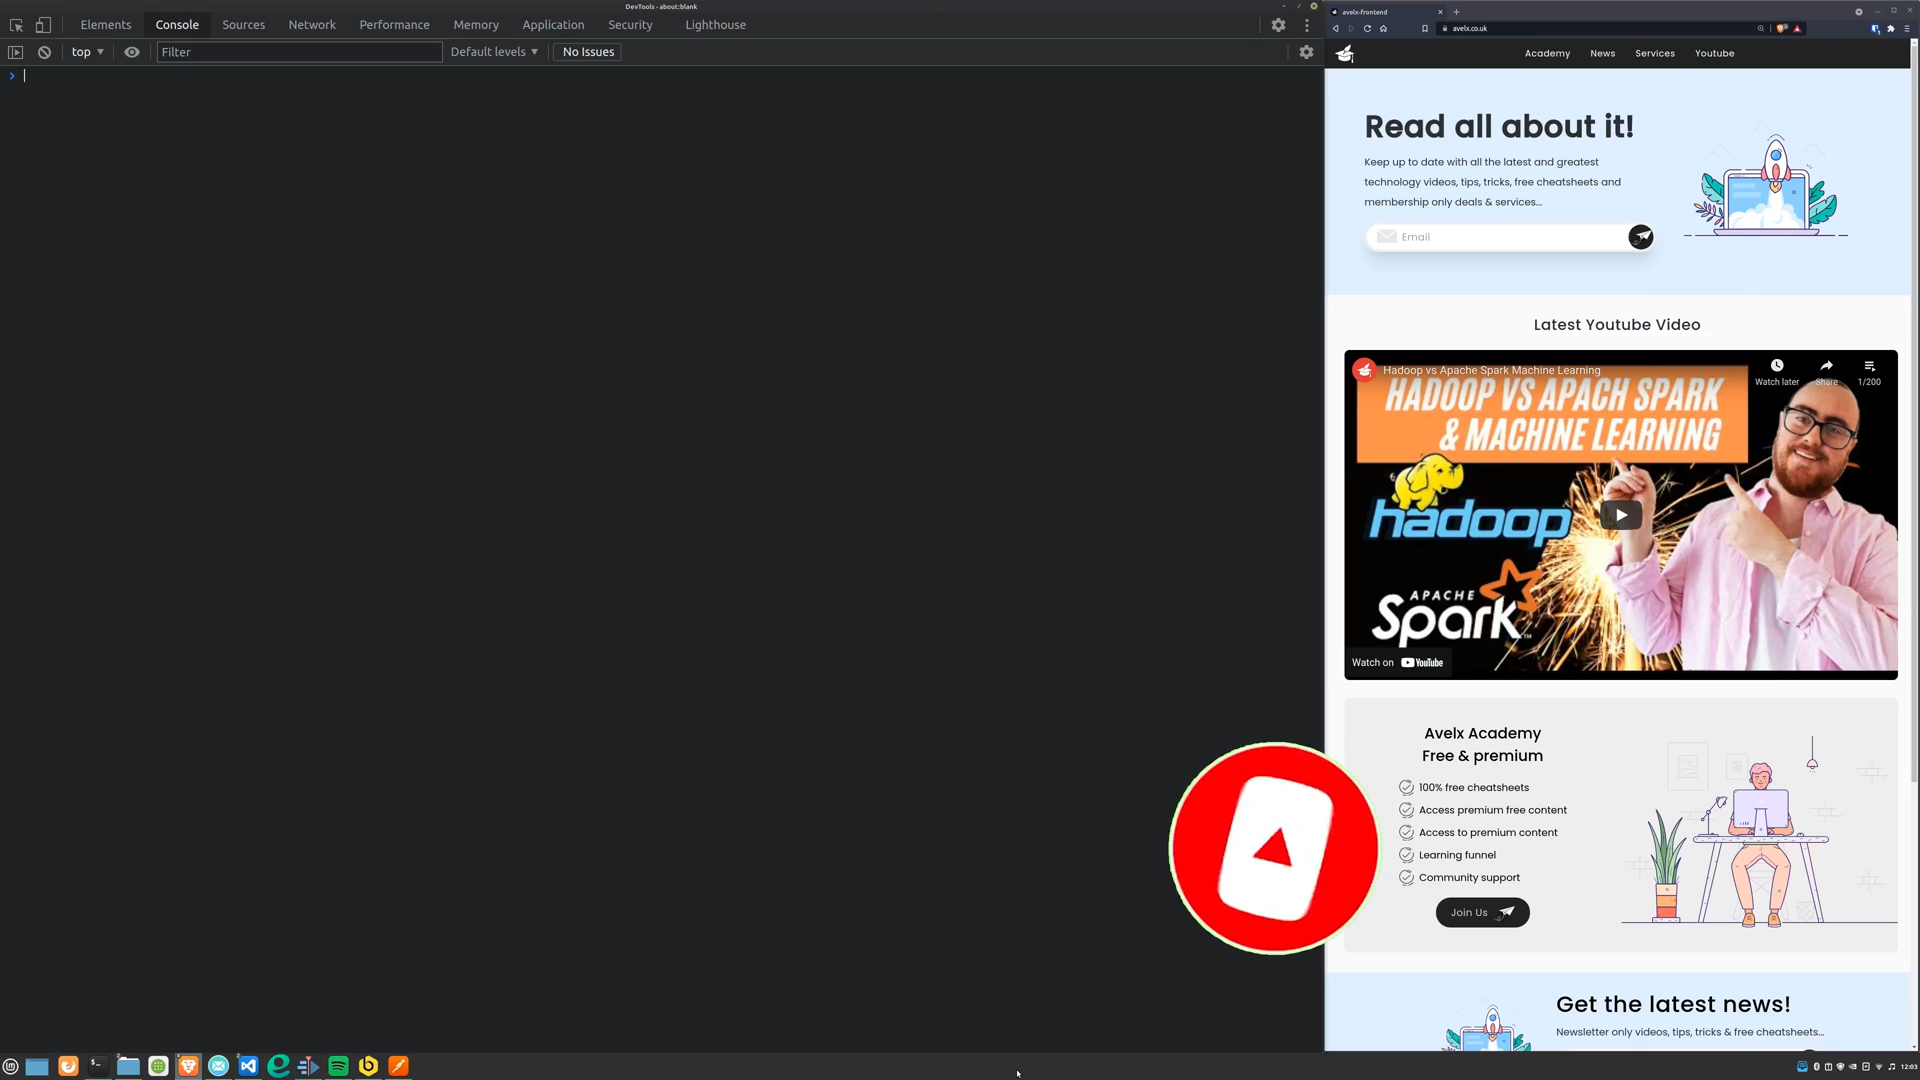 DevTools - about:blank
Elements
Console
Sources
Network
Performance
Memory
Application
Security
Lighthouse
top
Filter
Default levels
No Issues
avelx-frontend
avelx.co.uk
Academy
News
Services
Youtube
Read all about it!
Keep up to date with all the latest and greatest
technology videos, tips, tricks, free cheatsheets and
membership only deals & services...
Email
Latest Youtube Video
Hadoop vs Apache Spark Machine Learning
Watch later
Share
1/200
HADOOP VS APACH SPARK
& MACHINE LEARNING
hadoop
APACHE
Spark
Watch on YouTube
Avelx Academy
Free & premium
100% free cheatsheets
Access premium free content
Access to premium content
Learning funnel
Community support
Join Us
Get the latest news!
Newsletter only videos, tips, tricks & free cheatsheets...
12:03